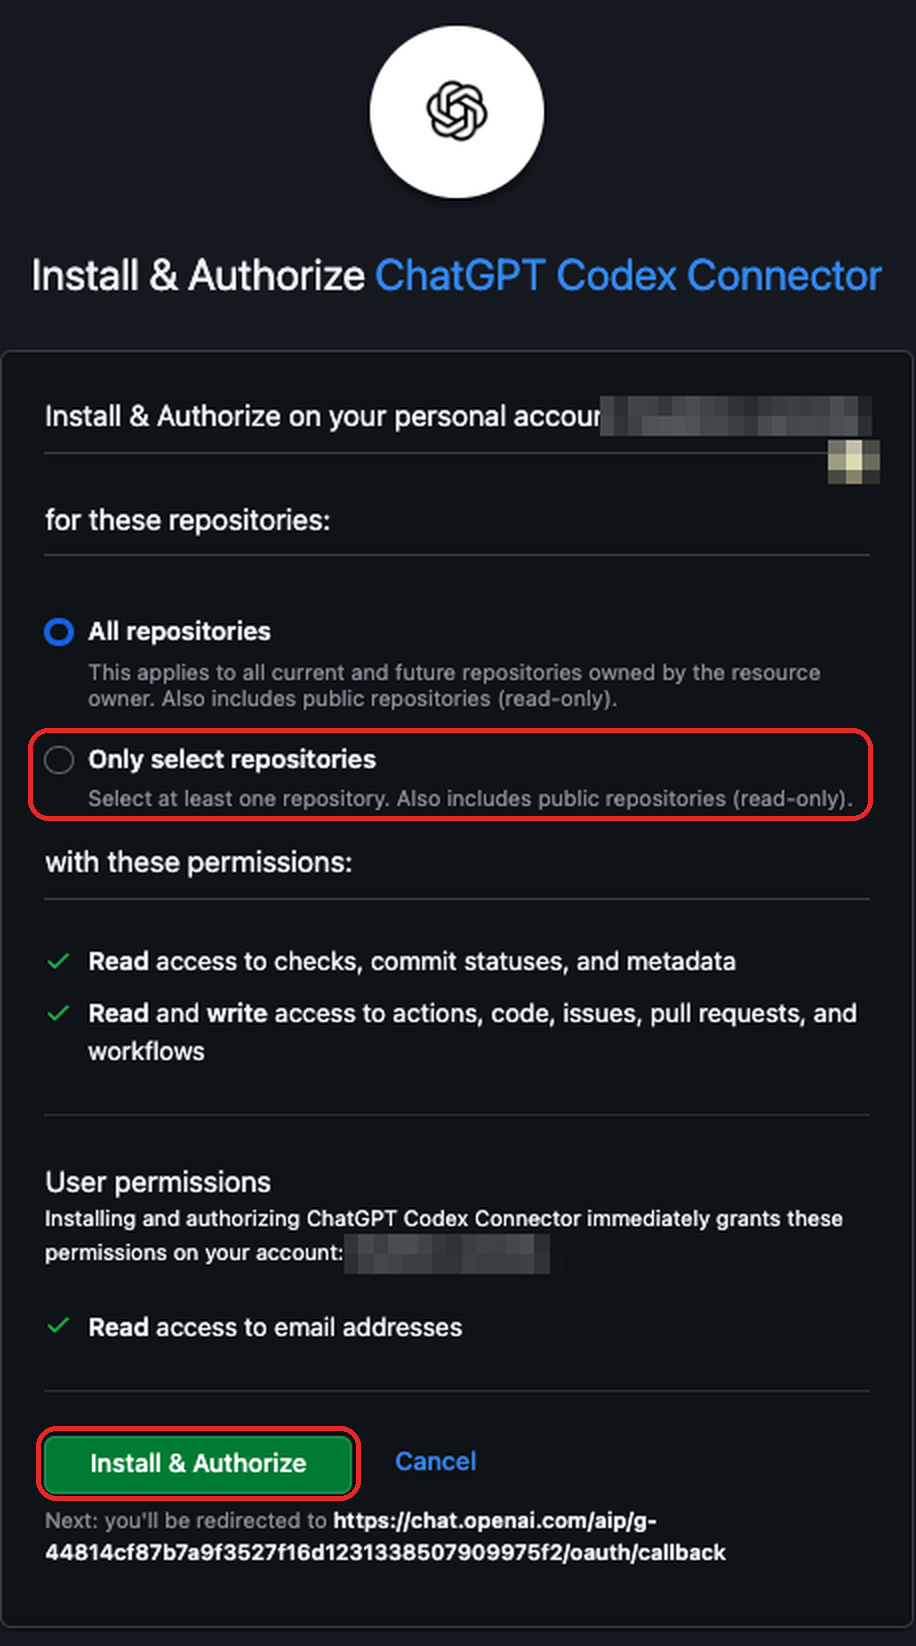 Install & Authorize ChatGPT Codex Connector
Install & Authorize on your personal
for these repositories:
All repositories
This applies to all current and future repositories owned by the resource
owner. Also includes public repositories (read-only).
Only select repositories
Select at least one repository. Also includes public repositories (read-only).
with these permissions:
Read access to checks, commit statuses, and metadata
Read and write access to actions, code, issues, pull requests, and
workflows
User permissions
Installing and authorizing ChatGPT Codex Connector immediately grants these
permissions on your account:
Read access to email addresses
Install & Authorize
Cancel
Next: you'll be redirected to https://chat.openai.com/aip/g-
44814cf87b7a9f3527f16d1231338507909975f2/oauth/callback